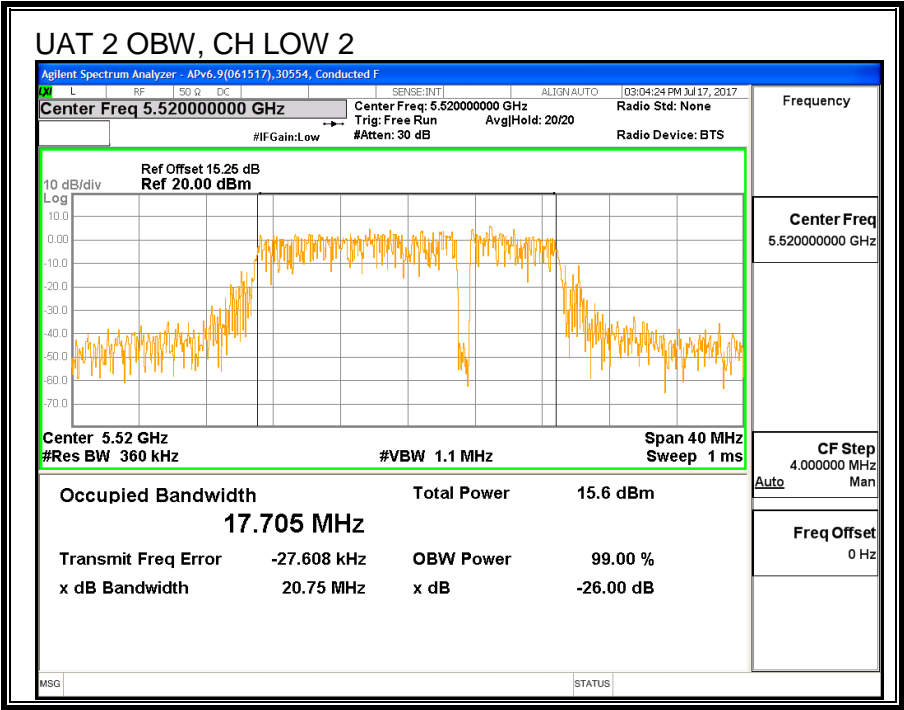 UAT 2 OBW, CH LOW 2
Agilent Spectrum Analyzer - APv6.9(061517),30554, Conducted F
LXI L RF 50 Ω DC SENSE:INT ALIGN AUTO 03:04:24 PM Jul 17, 2017
Center Freq 5.520000000 GHz
Center Freq: 5.520000000 GHz Radio Std: None
Trig: Free Run Avg|Hold: 20/20
#IFGain:Low #Atten: 30 dB Radio Device: BTS
Ref Offset 15.25 dB
10 dB/div Ref 20.00 dBm
Log
10.0
0.00
-10.0
-20.0
-30.0
-40.0
-50.0
-60.0
-70.0
Center 5.52 GHz Span 40 MHz
#Res BW 360 kHz #VBW 1.1 MHz Sweep 1 ms
Occupied Bandwidth Total Power 15.6 dBm
17.705 MHz
Transmit Freq Error -27.608 kHz OBW Power 99.00 %
x dB Bandwidth 20.75 MHz x dB -26.00 dB
MSG STATUS
Frequency
Center Freq
5.520000000 GHz
CF Step
4.000000 MHz
Auto Man
Freq Offset
0 Hz